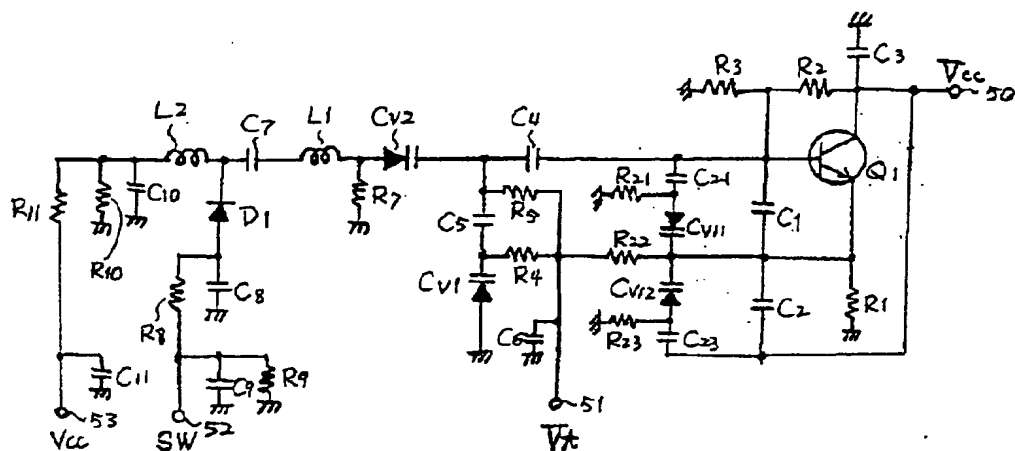 C3
R3
R2
Vcc
50
L2
C7
L1
CV2
C4
Q1
R11
C10
R7
R21
C21
D1
C5
R5
CV11
C1
R10
R22
R4
CV1
CV12
C2
R1
R8
C8
R23
C23
C6
C11
C9
R9
53
52
51
Vcc
SW
Vt